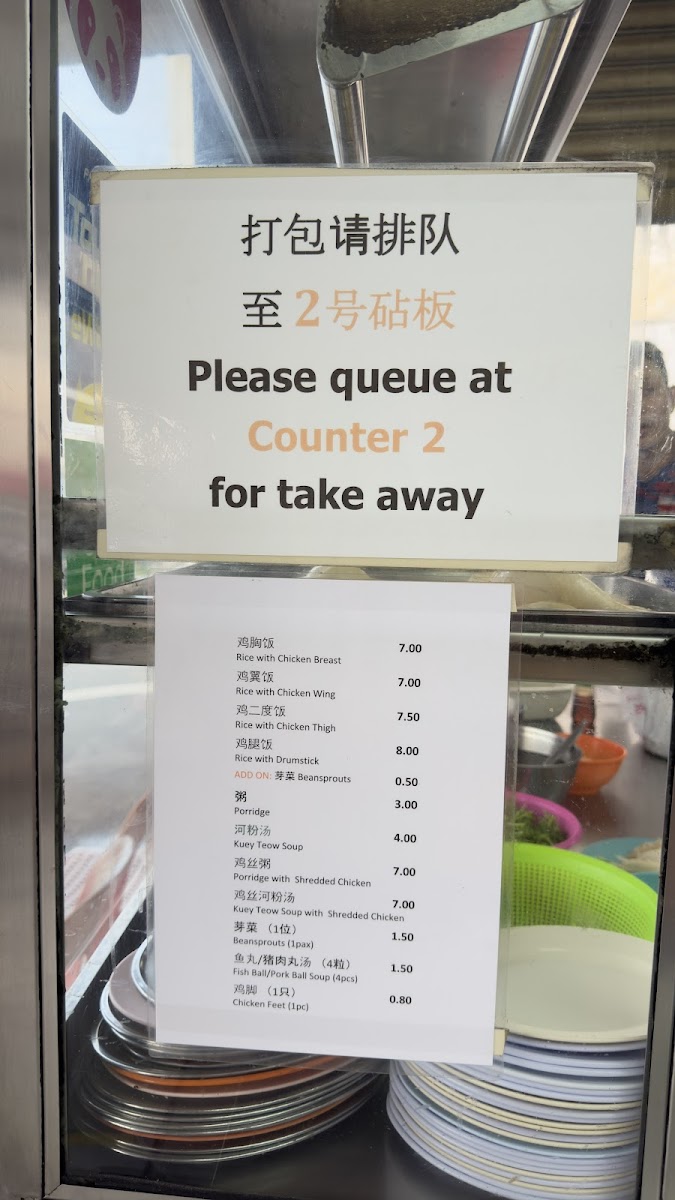 打包请排队
至 2号砧板
Please queue at
Counter 2
for take away
鸡胸饭 7.00
Rice with Chicken Breast
鸡翼饭 7.00
Rice with Chicken Wing
鸡二度饭 7.50
Rice with Chicken Thigh
鸡腿饭 8.00
Rice with Drumstick
ADD ON: 芽菜 Beansprouts 0.50
粥 3.00
Porridge
河粉汤 4.00
Kuey Teow Soup
鸡丝粥 7.00
Porridge with Shredded Chicken
鸡丝河粉汤 7.00
Kuey Teow Soup with Shredded Chicken
芽菜 （1位） 1.50
Beansprouts (1pax)
鱼丸/猪肉丸汤 （4粒） 1.50
Fish Ball/Pork Ball Soup (4pcs)
鸡脚 （1只） 0.80
Chicken Feet (1pc)
Food